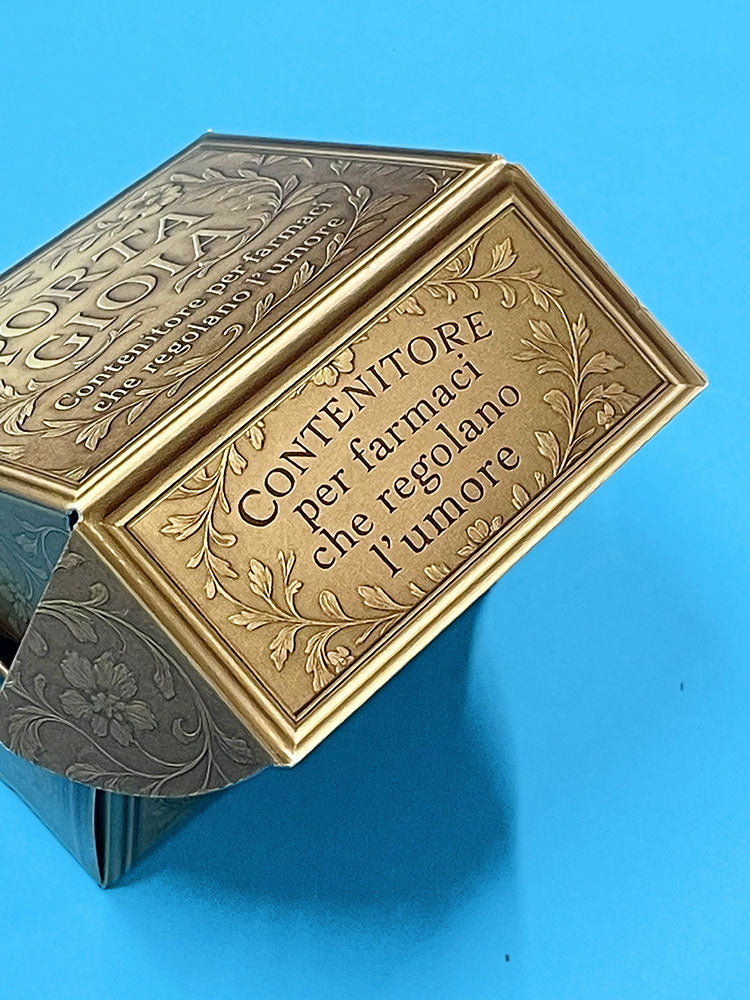 PORTA
GIOIA
Contenitore per farmaci
che regolano l'umore
CONTENITORE
per farmaci
che regolano
l'umore